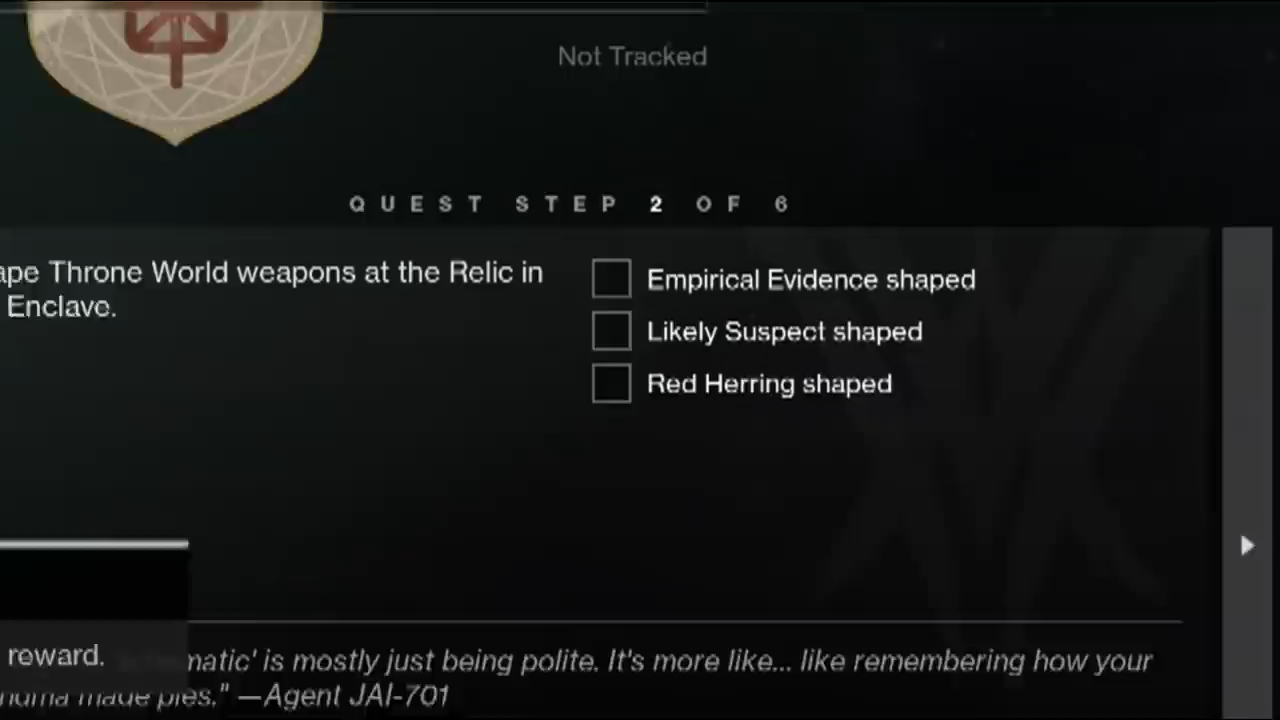 Not Tracked
QUEST STEP 2 OF 6
ape Throne World weapons at the Relic in
Enclave.
Empirical Evidence shaped
Likely Suspect shaped
Red Herring shaped
reward.
matic' is mostly just being polite. It's more like... like remembering how your
made pies." —Agent JAI-701